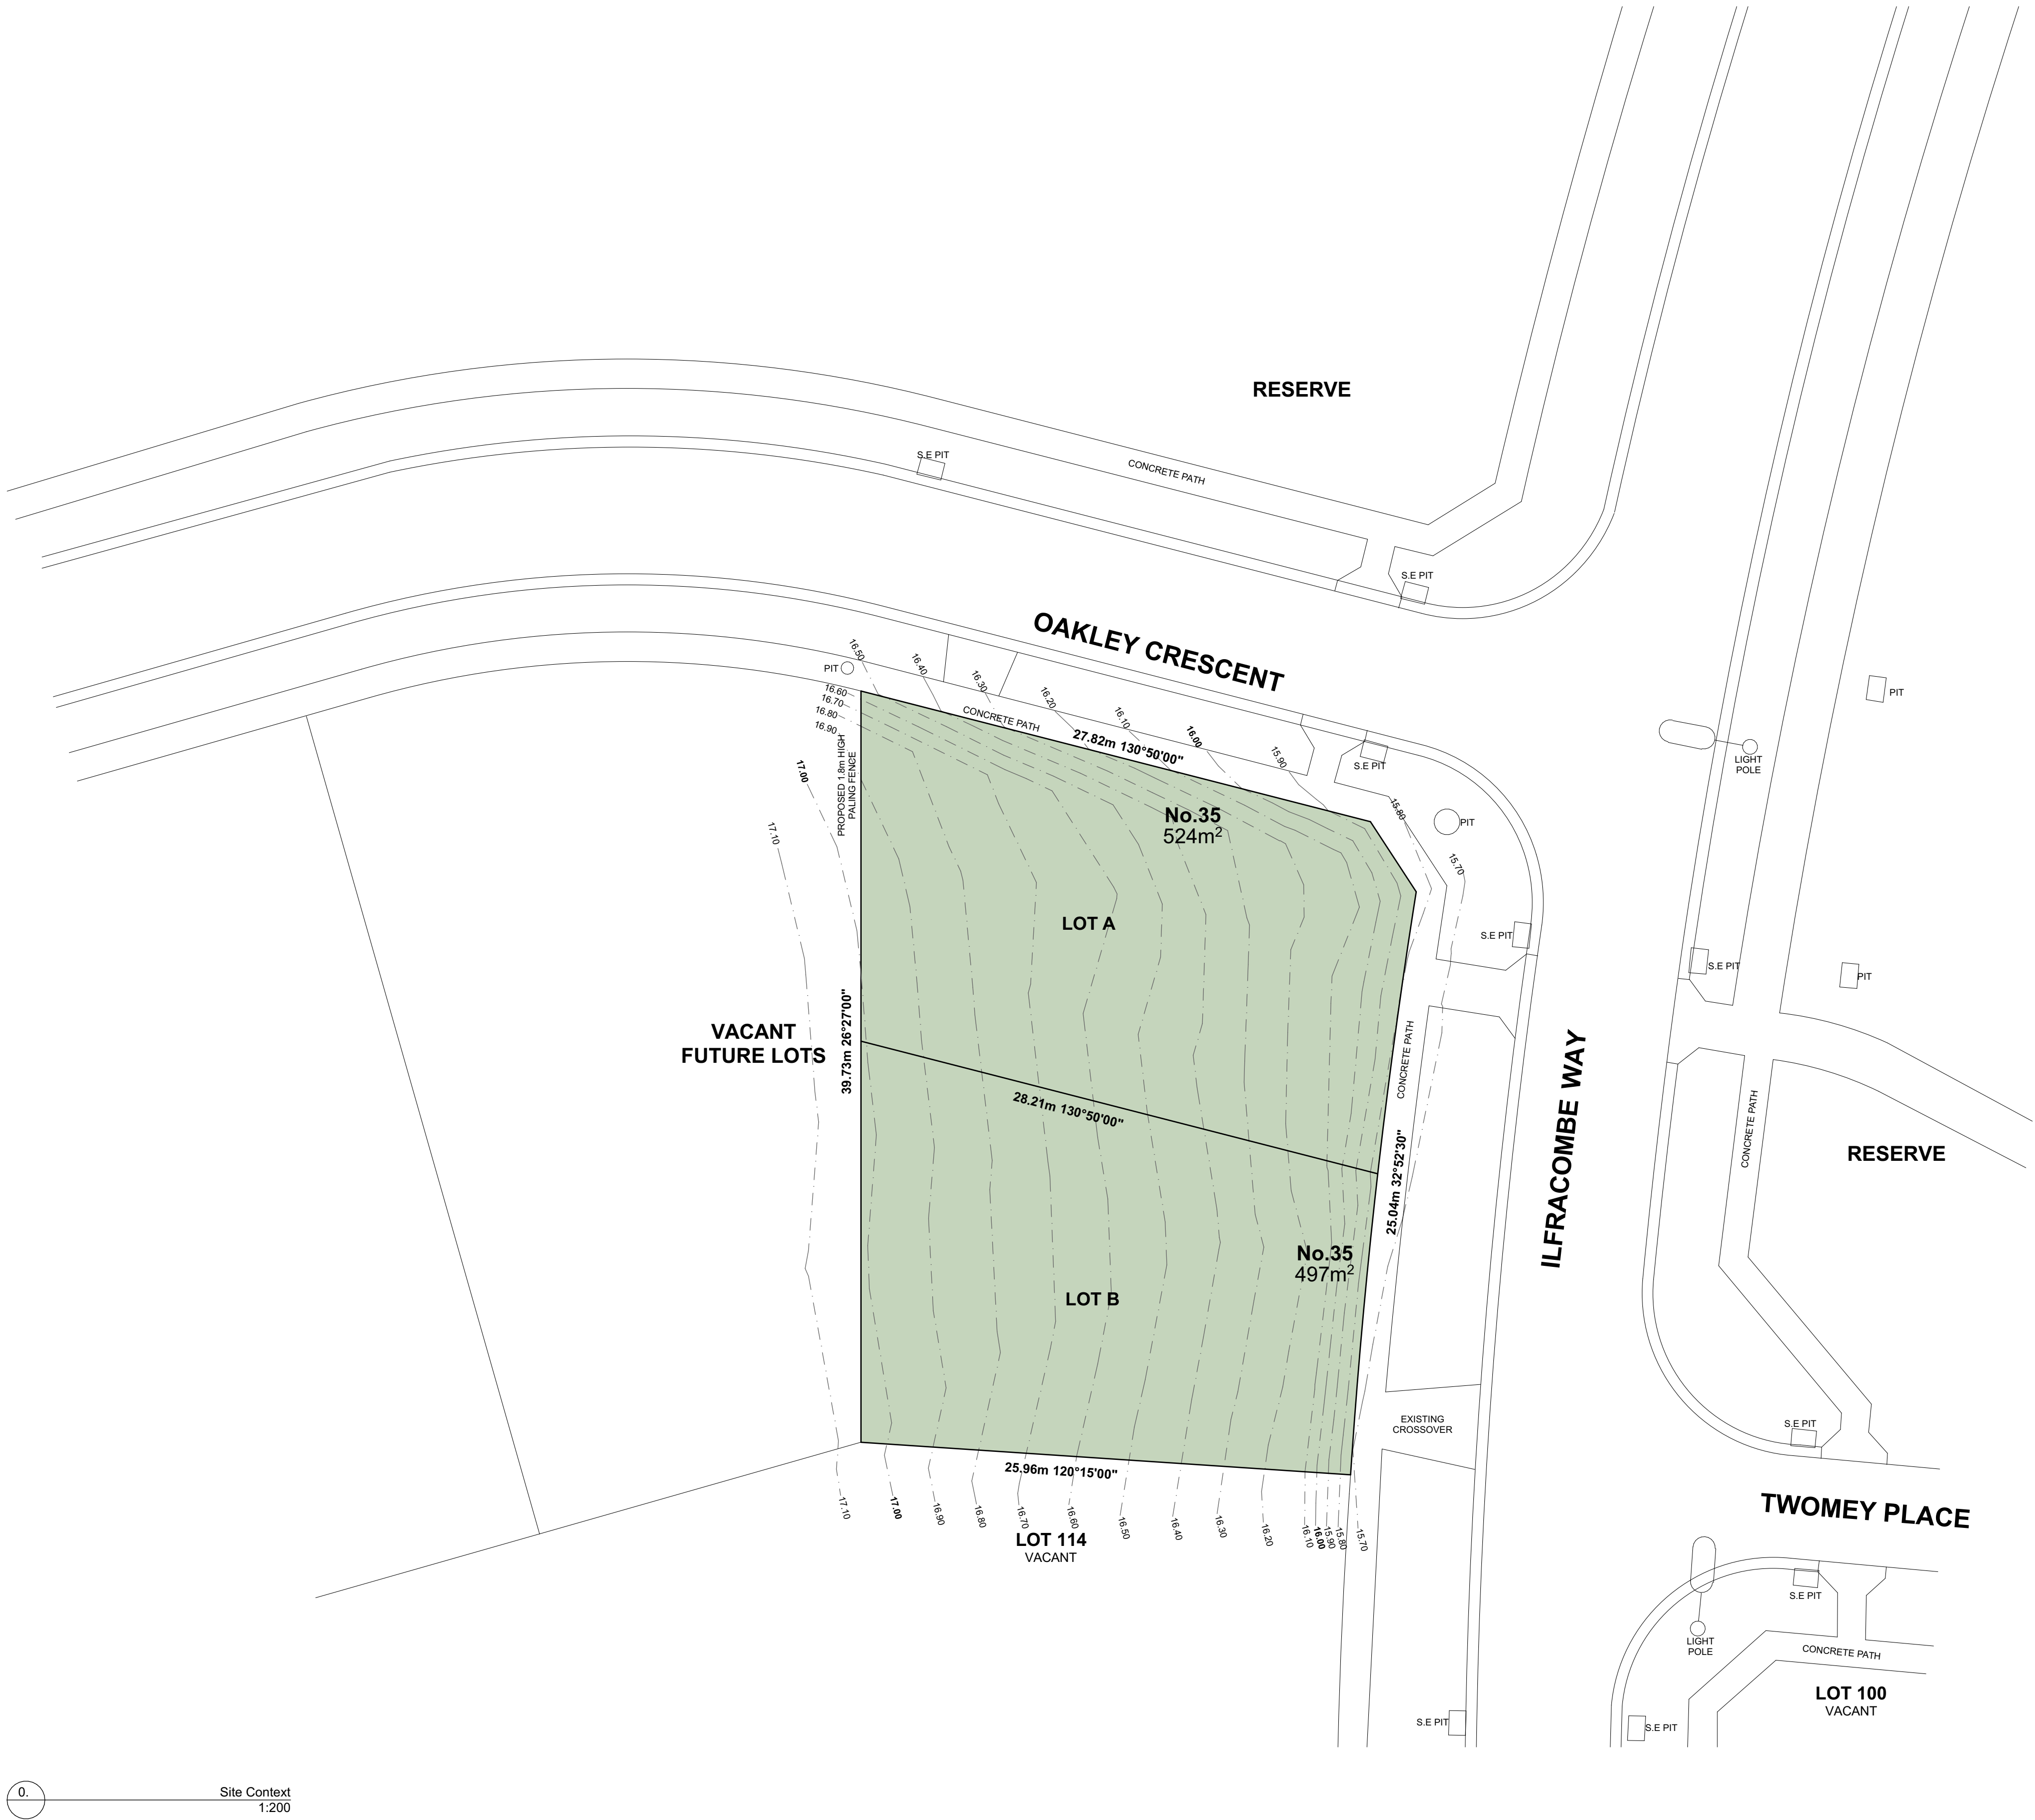 RESERVE
S.E PIT
CONCRETE PATH
S.E PIT
OAKLEY CRESCENT
PIT
16.50
16.40
16.30
16.20
16.10
16.00
15.90
15.80
15.70
16.60
16.70
16.80
16.90
17.00
17.10
CONCRETE PATH
27.82m 130°50'00"
PROPOSED 1.8m HIGH
PALING FENCE
S.E PIT
PIT
No.35
524m²
LOT A
S.E PIT
PIT
LIGHT
POLE
S.E PIT
PIT
VACANT
FUTURE LOTS
39.73m 26°27'00"
28.21m 130°50'00"
CONCRETE PATH
25.04m 32°52'30"
ILFRACOMBE WAY
CONCRETE PATH
RESERVE
No.35
497m²
LOT B
EXISTING
CROSSOVER
S.E PIT
25.96m 120°15'00"
17.10
17.00
16.90
16.80
16.70
16.60
16.50
16.40
16.30
16.20
16.10
16.00
15.90
15.80
15.70
LOT 114
VACANT
TWOMEY PLACE
S.E PIT
LIGHT
POLE
CONCRETE PATH
LOT 100
VACANT
S.E PIT
S.E PIT
0.
Site Context
1:200